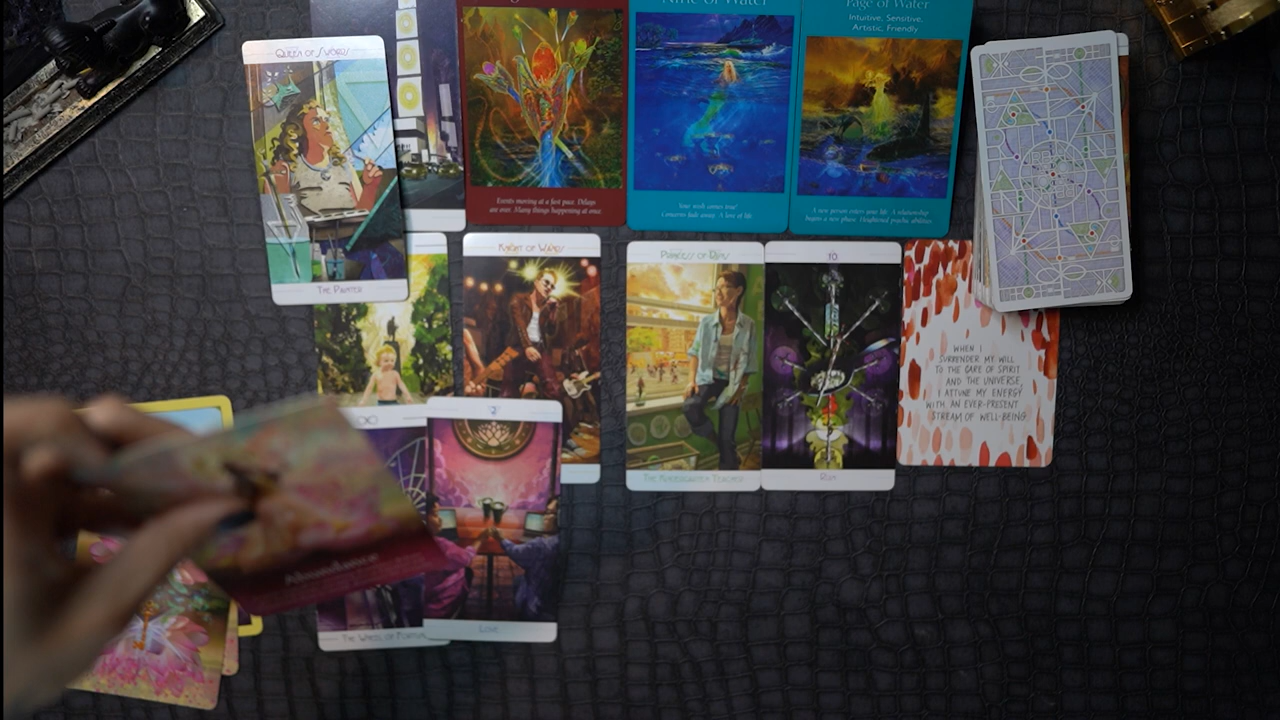 QUEEN OF SWORDS
THE PAINTER
Events moving at a fast pace. Delays
are over. Many things happening at once.
Nine of Water
Your wish comes true!
Concerns fade away. A love of life.
Page of Water
Intuitive, Sensitive,
Artistic, Friendly
A new person enters your life. A relationship
begins a new phase. Heightened psychic abilities.
KNIGHT OF WANDS
PRINCESS OF
THE KINDERGARTEN TEACHER
10
RUIN
WHEN I
SURRENDER MY WILL
TO THE CARE OF SPIRIT
AND THE UNIVERSE,
I ATTUNE MY ENERGY
WITH AN EVER-PRESENT
STREAM OF WELL-BEING.
THE WHEEL OF FORTUN
2
LOVE
Abundance